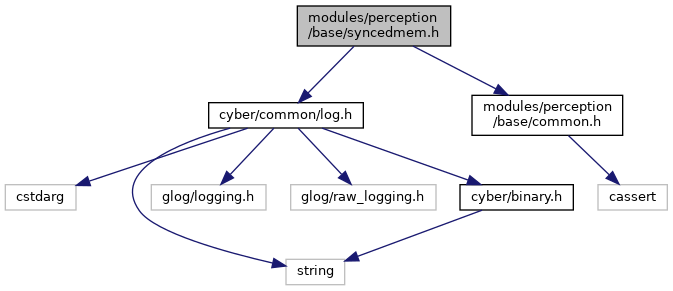 modules/perception
/base/syncedmem.h
cyber/common/log.h
modules/perception
/base/common.h
cstdarg
glog/logging.h
glog/raw_logging.h
cyber/binary.h
cassert
string